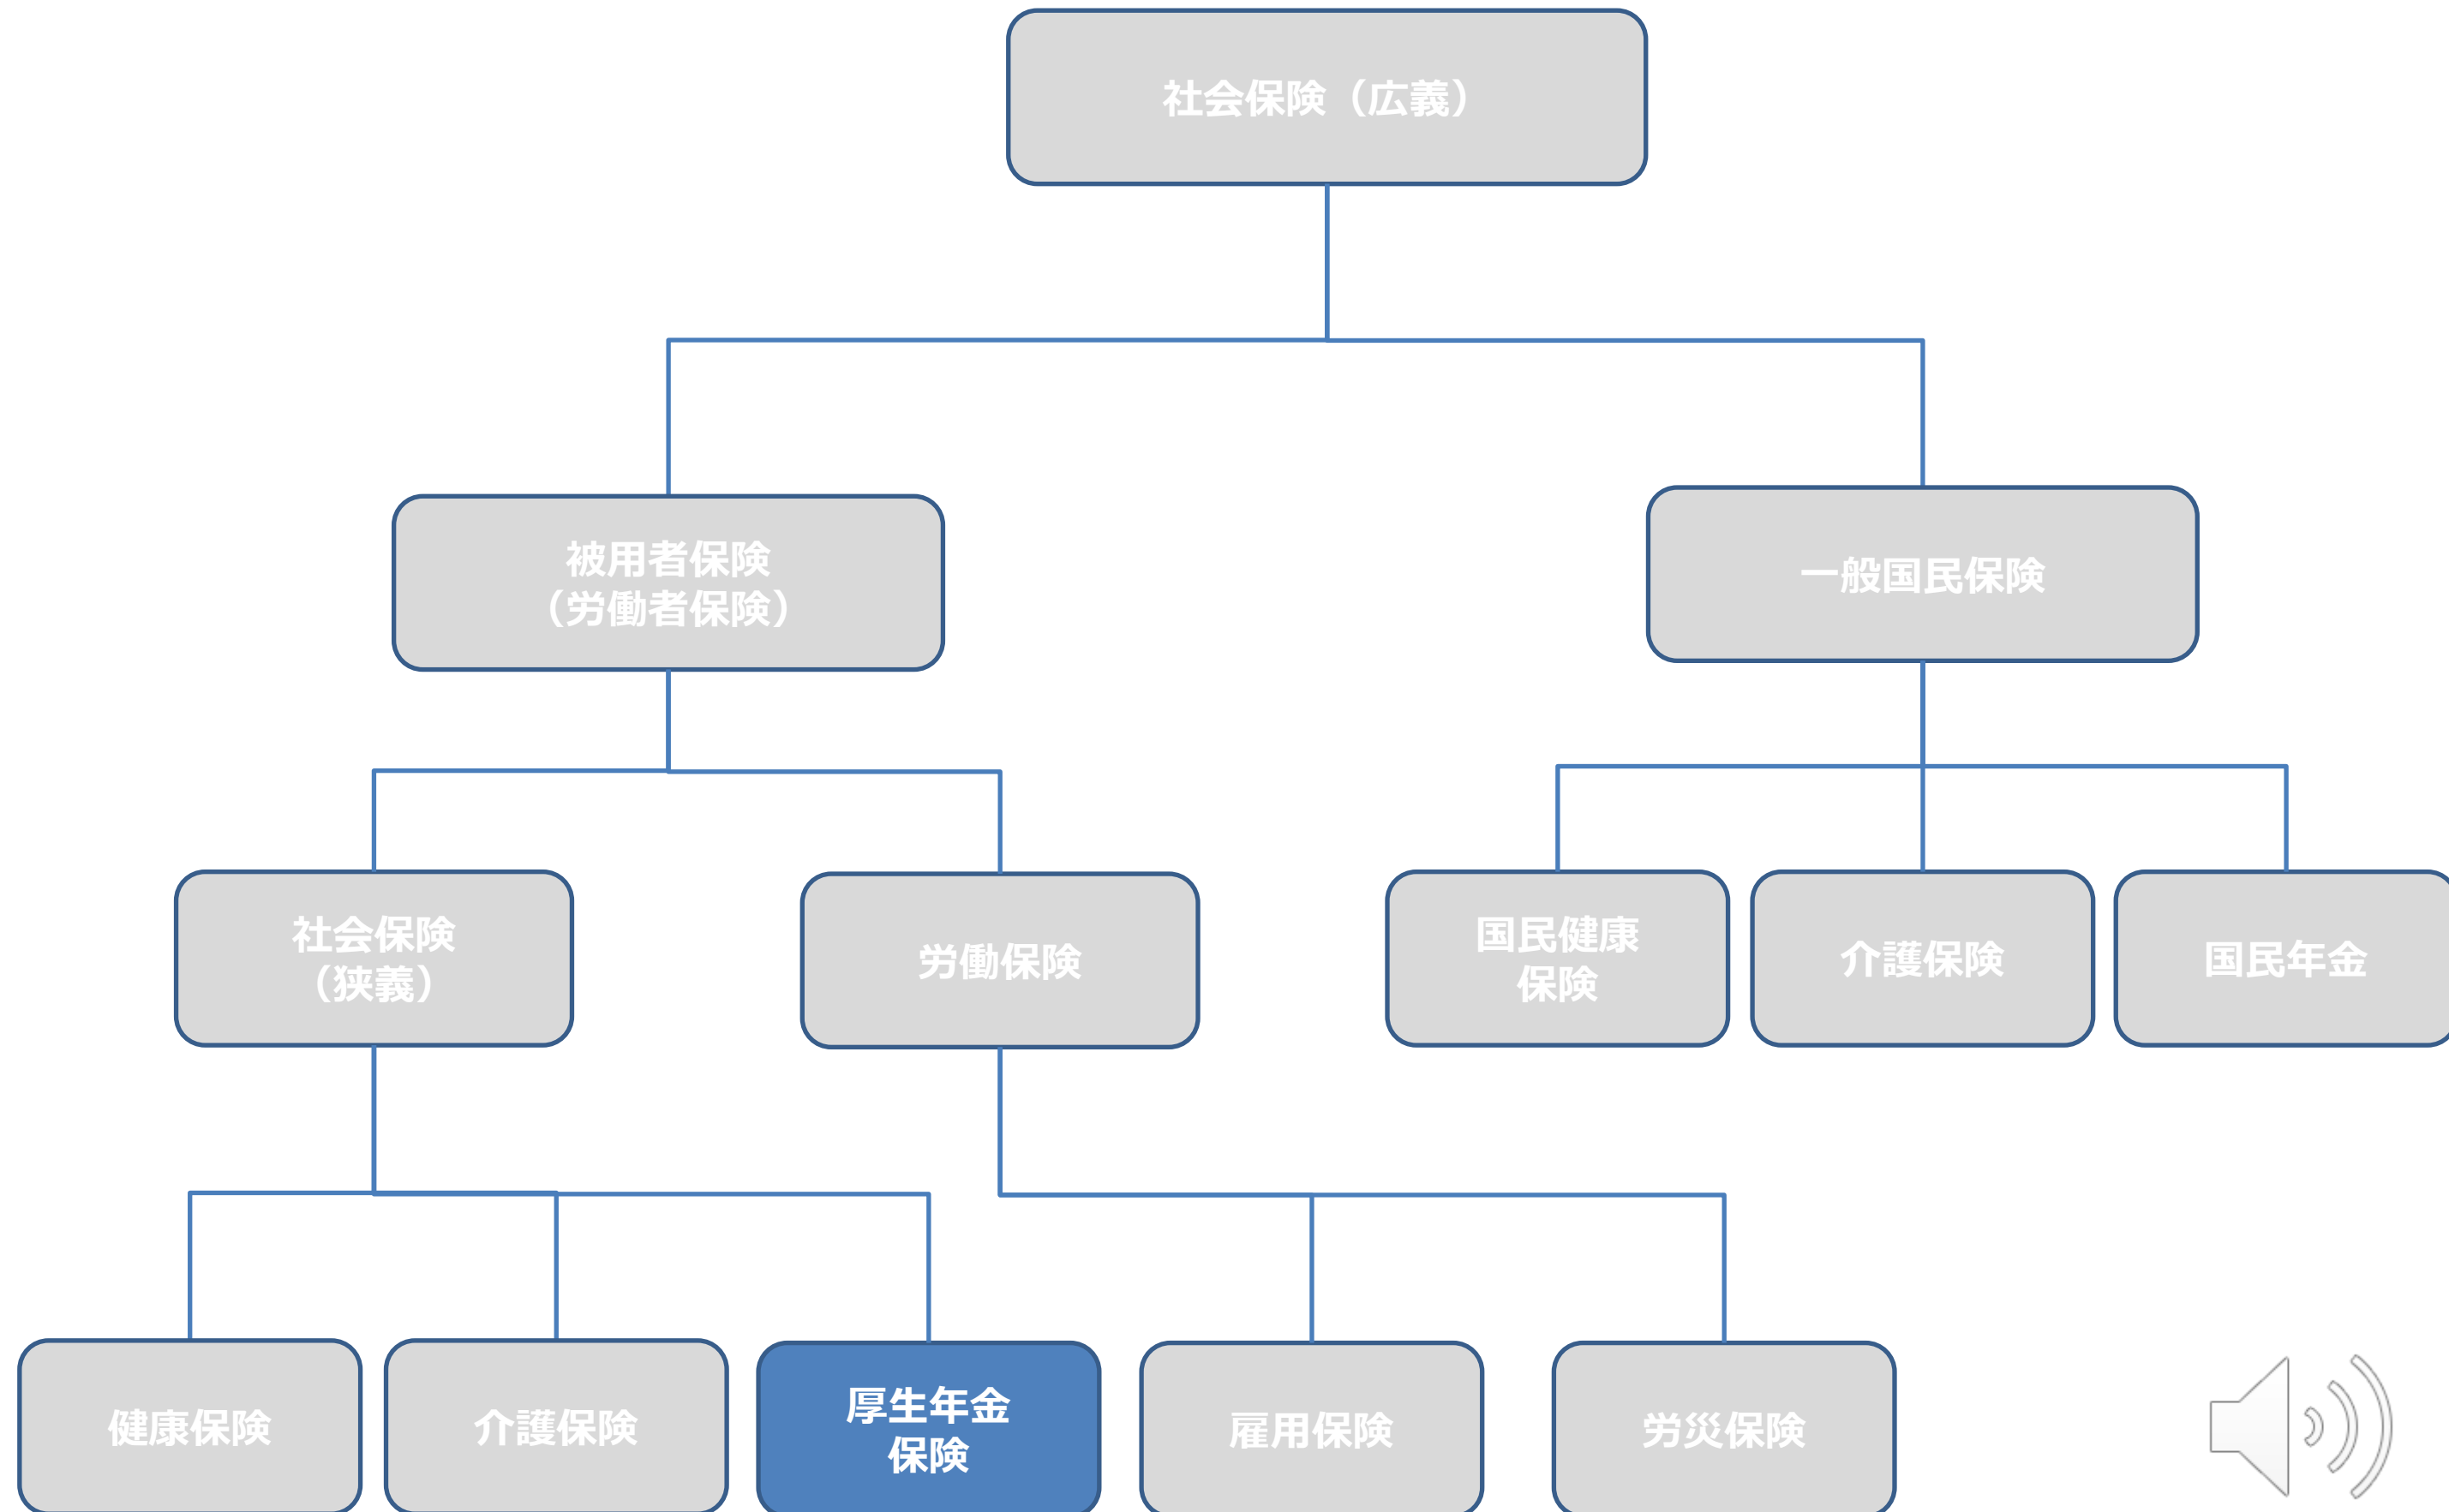 社会保険（広義）
被用者保険
（労働者保険）
一般国民保険
社会保険
（狭義）
労働保険
国民健康
保険
介護保険
国民年金
健康保険
介護保険
厚生年金
保険
雇用保険
労災保険